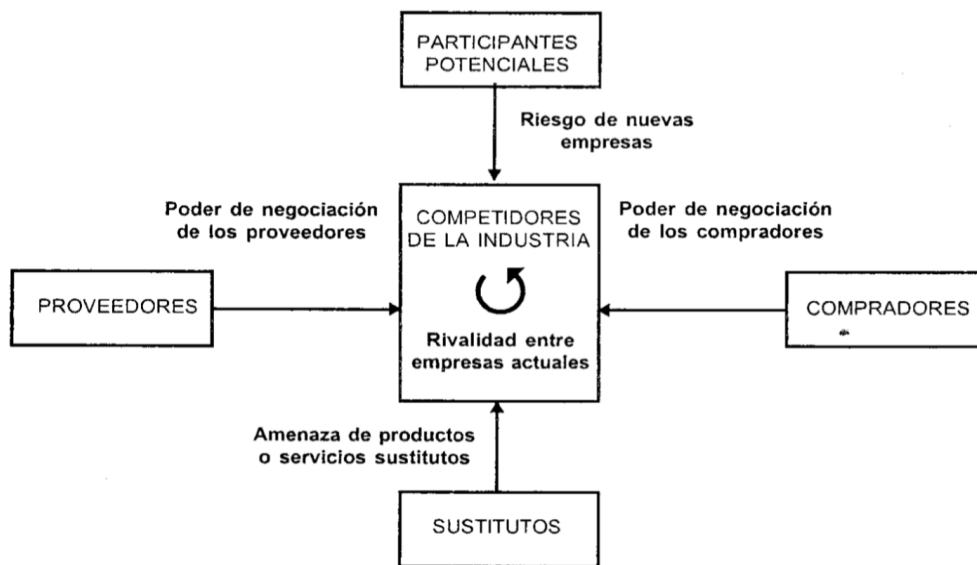 PARTICIPANTES
POTENCIALES
Riesgo de nuevas
empresas
Poder de negociación
de los proveedores
COMPETIDORES
DE LA INDUSTRIA
Poder de negociación
de los compradores
PROVEEDORES
Rivalidad entre
empresas actuales
COMPRADORES
Amenaza de productos
o servicios sustitutos
SUSTITUTOS